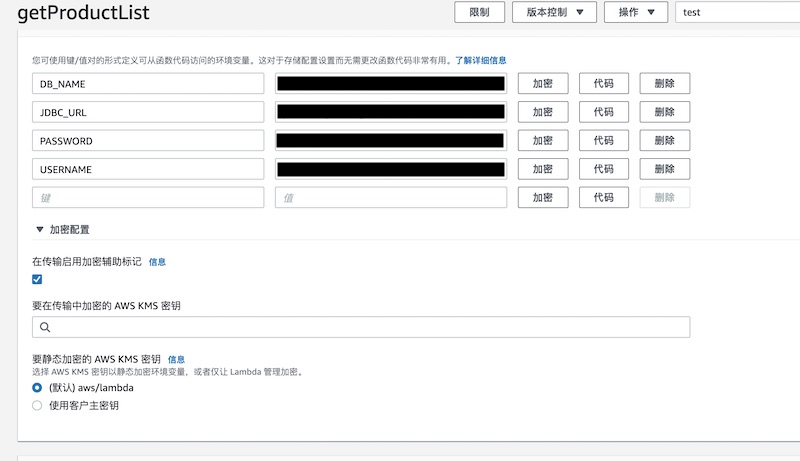 getProductList
限制
版本控制
操作
test
您可使用键/值对的形式定义可从函数代码访问的环境变量。这对于存储配置设置而无需更改函数代码非常有用。了解详细信息
DB_NAME 加密 代码 删除
JDBC_URL 加密 代码 删除
PASSWORD 加密 代码 删除
USERNAME 加密 代码 删除
键 值 加密 代码 删除
加密配置
在传输启用加密辅助标记 信息
要在传输中加密的 AWS KMS 密钥
要静态加密的 AWS KMS 密钥 信息
选择 AWS KMS 密钥以静态加密环境变量，或者仅让 Lambda 管理加密。
(默认) aws/lambda
使用客户主密钥